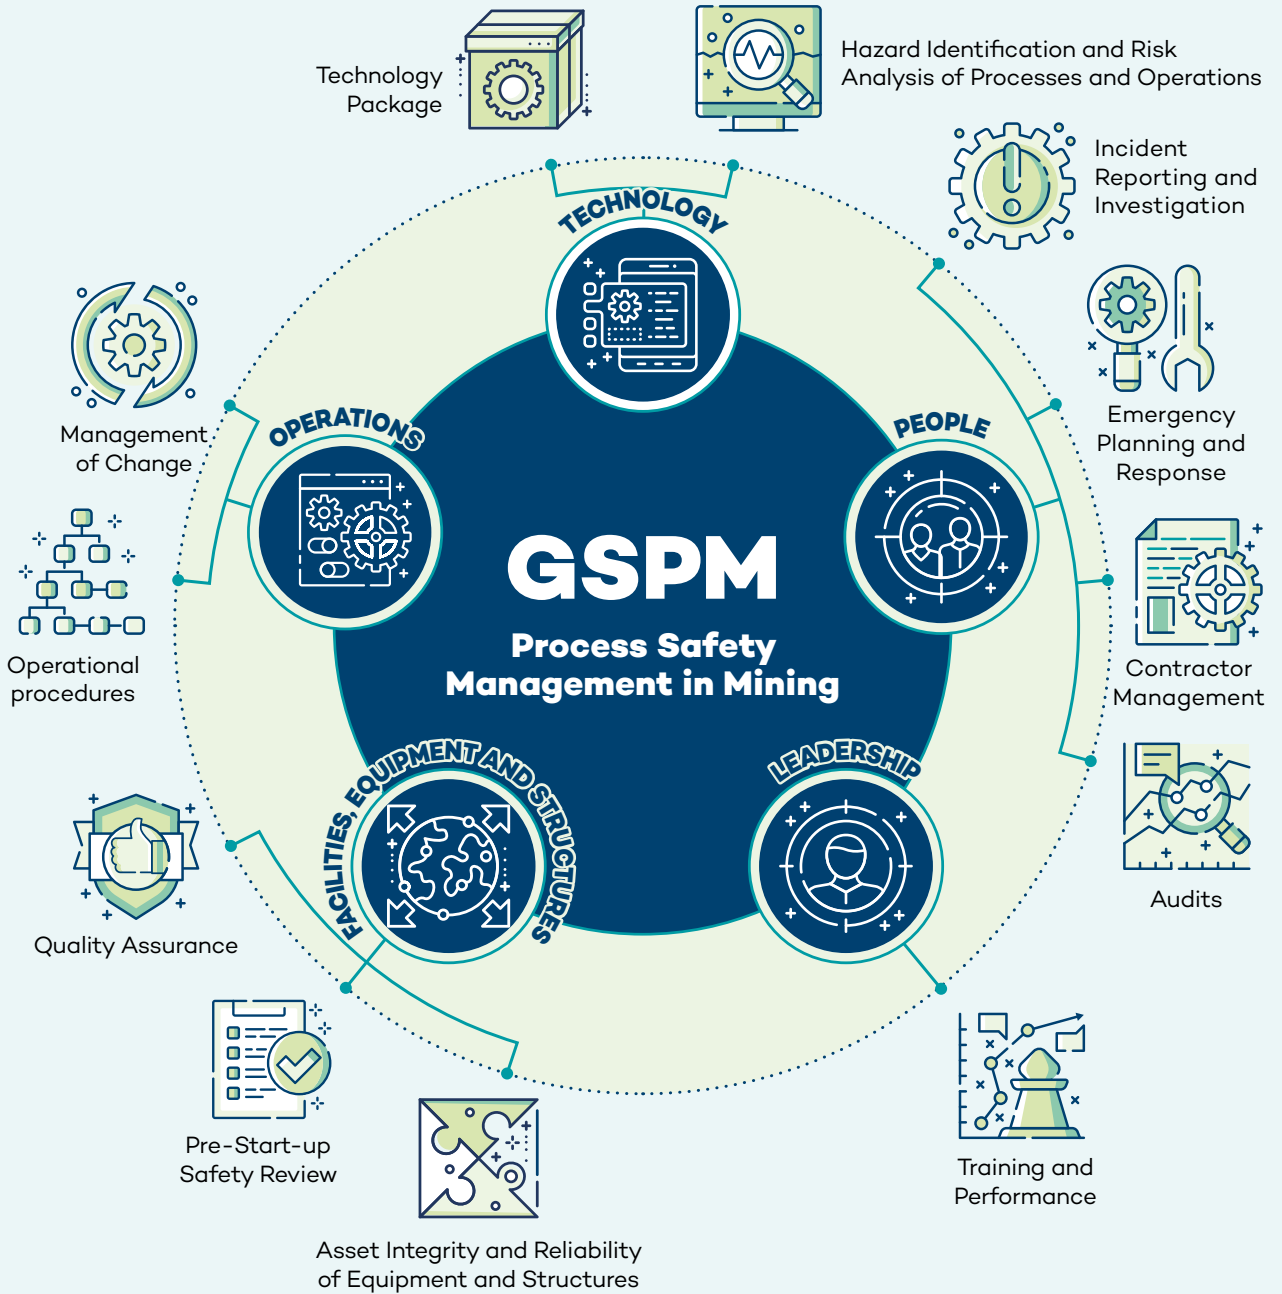 Technology
Package
Hazard Identification and Risk
Analysis of Processes and Operations
Incident
Reporting and
Investigation
TECHNOLOGY
OPERATIONS
PEOPLE
Management
of Change
Emergency
Planning and
Response
GSPM
Process Safety
Management in Mining
Operational
procedures
Contractor
Management
FACILITIES, EQUIPMENT AND STRUCTURES
LEADERSHIP
Audits
Quality Assurance
Pre-Start-up
Safety Review
Training and
Performance
Asset Integrity and Reliability
of Equipment and Structures